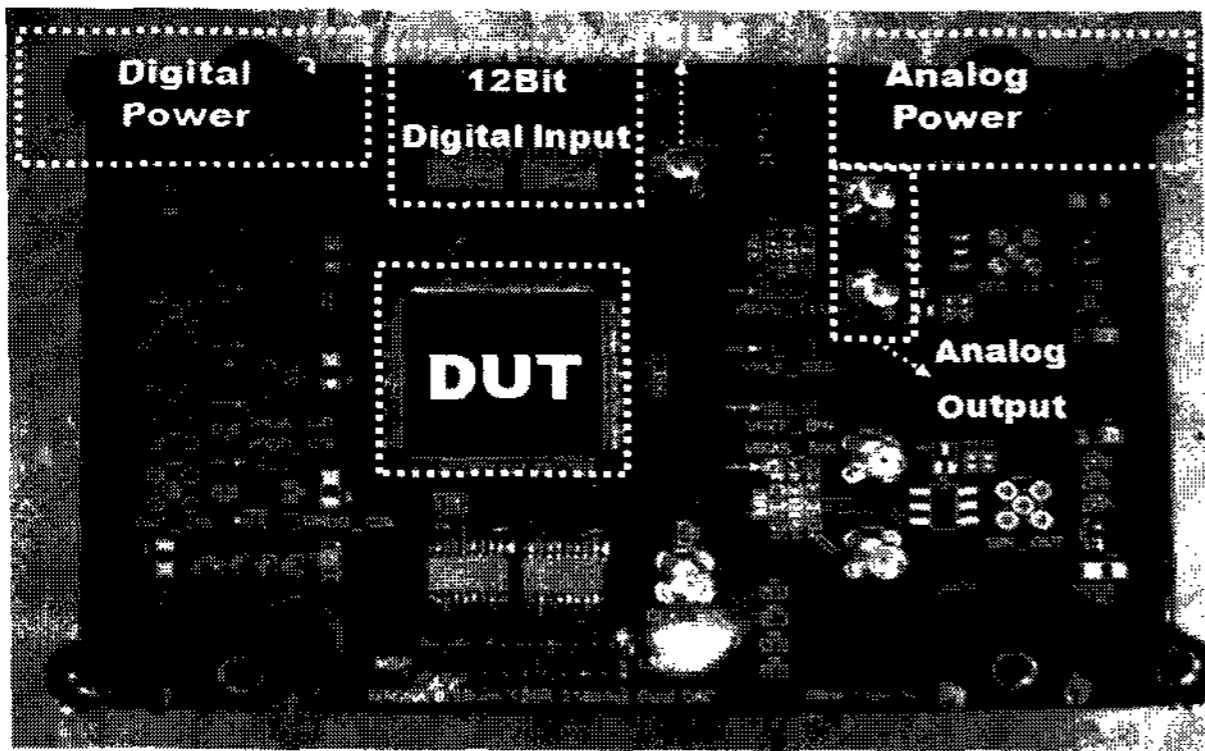 Digital
Power
12Bit
Digital Input
CLK
Analog
Power
DUT
Analog
Output